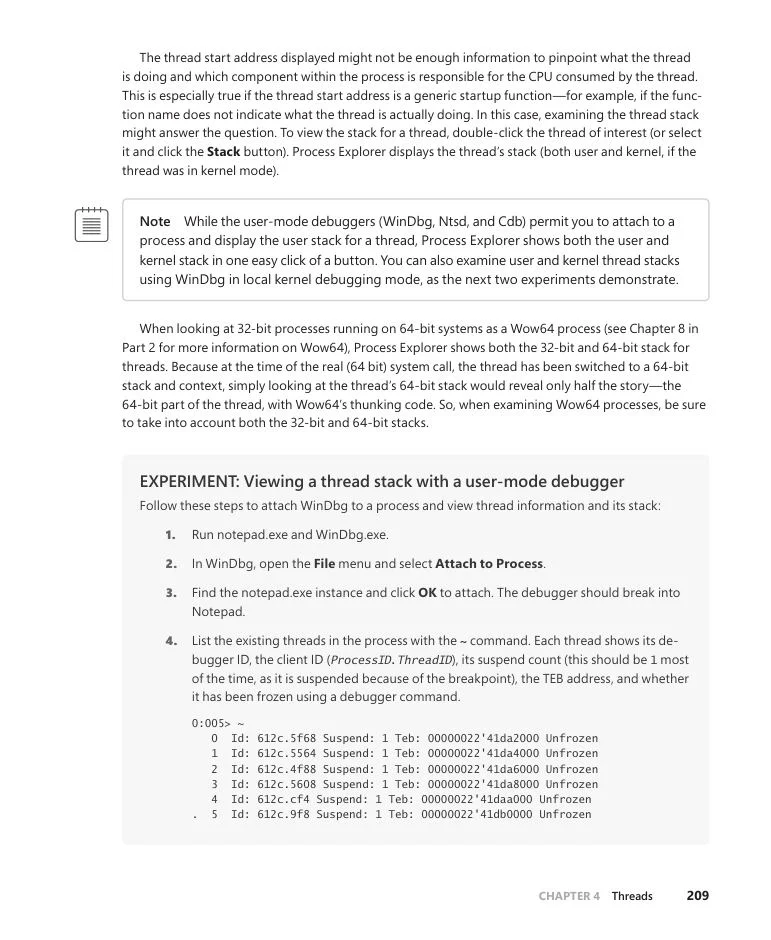 The thread start address displayed might not be enough information to pinpoint what the thread
is doing and which component within the process is responsible for the CPU consumed by the thread.
This is especially true if the thread start address is a generic startup function—for example, if the func-
tion name does not indicate what the thread is actually doing. In this case, examining the thread stack
might answer the question. To view the stack for a thread, double-click the thread of interest (or select
it and click the Stack button). Process Explorer displays the thread's stack (both user and kernel, if the
thread was in kernel mode).
Note While the user-mode debuggers (WinDbg, Ntsd, and Cdb) permit you to attach to a
process and display the user stack for a thread, Process Explorer shows both the user and
kernel stack in one easy click of a button. You can also examine user and kernel thread stacks
using WinDbg in local kernel debugging mode, as the next two experiments demonstrate.
When looking at 32-bit processes running on 64-bit systems as a Wow64 process (see Chapter 8 in
Part 2 for more information on Wow64), Process Explorer shows both the 32-bit and 64-bit stack for
threads. Because at the time of the real (64 bit) system call, the thread has been switched to a 64-bit
stack and context, simply looking at the thread's 64-bit stack would reveal only half the story—the
64-bit part of the thread, with Wow64's thunking code. So, when examining Wow64 processes, be sure
to take into account both the 32-bit and 64-bit stacks.
EXPERIMENT: Viewing a thread stack with a user-mode debugger
Follow these steps to attach WinDbg to a process and view thread information and its stack:
1. Run notepad.exe and WinDbg.exe.
2. In WinDbg, open the File menu and select Attach to Process.
3. Find the notepad.exe instance and click OK to attach. The debugger should break into
Notepad.
4. List the existing threads in the process with the ~ command. Each thread shows its de-
bugger ID, the client ID (ProcessID.ThreadID), its suspend count (this should be 1 most
of the time, as it is suspended because of the breakpoint), the TEB address, and whether
it has been frozen using a debugger command.
0:005> ~
0 Id: 612c.5f68 Suspend: 1 Teb: 00000022'41da2000 Unfrozen
1 Id: 612c.5564 Suspend: 1 Teb: 00000022'41da4000 Unfrozen
2 Id: 612c.4f88 Suspend: 1 Teb: 00000022'41da6000 Unfrozen
3 Id: 612c.5608 Suspend: 1 Teb: 00000022'41da8000 Unfrozen
4 Id: 612c.cf4 Suspend: 1 Teb: 00000022'41daa000 Unfrozen
. 5 Id: 612c.9f8 Suspend: 1 Teb: 00000022'41db0000 Unfrozen
CHAPTER 4 Threads 209